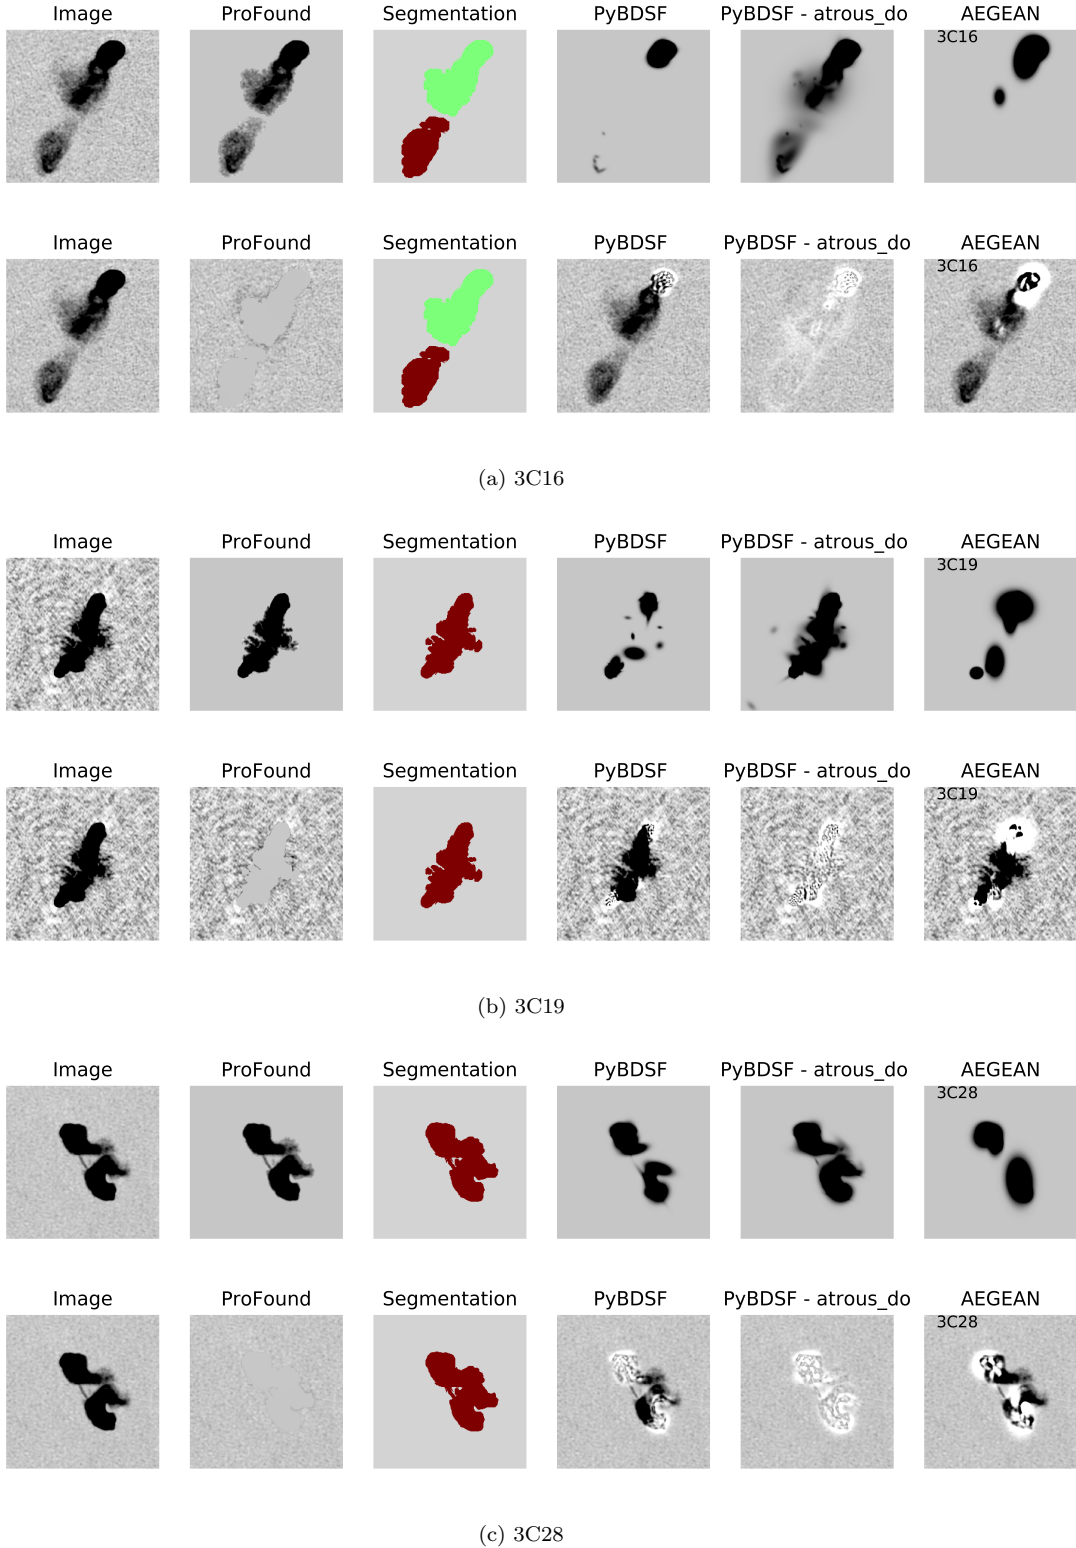 Image ProFound Segmentation PyBDSF PyBDSF - atrous_do AEGEAN
3C16
Image ProFound Segmentation PyBDSF PyBDSF - atrous_do AEGEAN
3C16
(a) 3C16
Image ProFound Segmentation PyBDSF PyBDSF - atrous_do AEGEAN
3C19
Image ProFound Segmentation PyBDSF PyBDSF - atrous_do AEGEAN
3C19
(b) 3C19
Image ProFound Segmentation PyBDSF PyBDSF - atrous_do AEGEAN
3C28
Image ProFound Segmentation PyBDSF PyBDSF - atrous_do AEGEAN
3C28
(c) 3C28